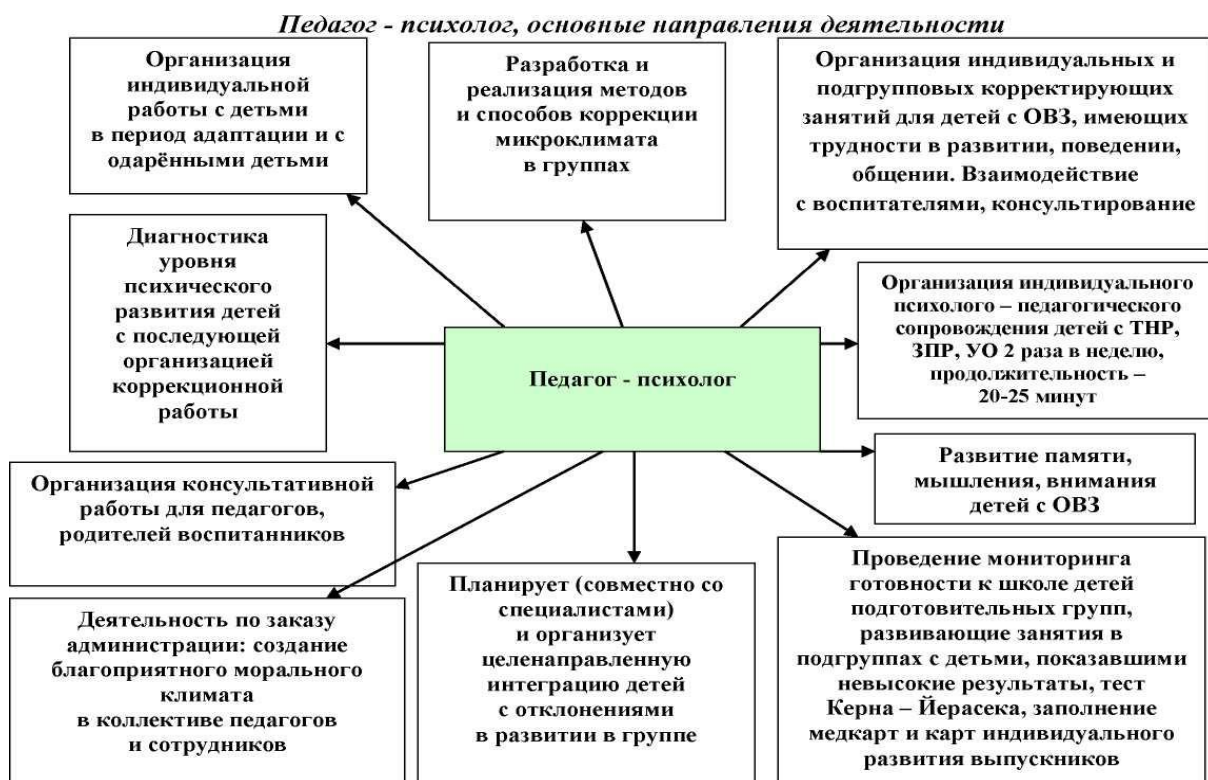 Педагог - психолог, основные направления деятельности
Организация
индивидуальной
работы с детьми
в период адаптации и с
одарёнными детьми
Разработка и
реализация методов
и способов коррекции
микроклимата
в группах
Организация индивидуальных и
подгрупповых корректирующих
занятий для детей с ОВЗ, имеющих
трудности в развитии, поведении,
общении. Взаимодействие
с воспитателями, консультирование
Диагностика
уровня
психического
развития детей
с последующей
организацией
коррекционной
работы
Педагог - психолог
Организация индивидуального
психолого – педагогического
сопровождения детей с ТНР,
ЗПР, УО 2 раза в неделю,
продолжительность –
20-25 минут
Развитие памяти,
мышления, внимания
детей с ОВЗ
Организация консультативной
работы для педагогов,
родителей воспитанников
Деятельность по заказу
администрации: создание
благоприятного морального
климата
в коллективе педагогов
и сотрудников
Планирует (совместно со
специалистами)
и организует
целенаправленную
интеграцию детей
с отклонениями
в развитии в группе
Проведение мониторинга
готовности к школе детей
подготовительных групп,
развивающие занятия в
подгруппах с детьми, показавшими
невысокие результаты, тест
Керна – Йерасека, заполнение
медкарт и карт индивидуального
развития выпускников